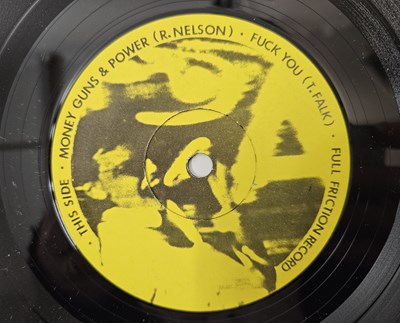 · THIS SIDE · MONEY GUNS & POWER (R. NELSON) · FUCK YOU (T. FALK) · FULL FRICTION RECORD